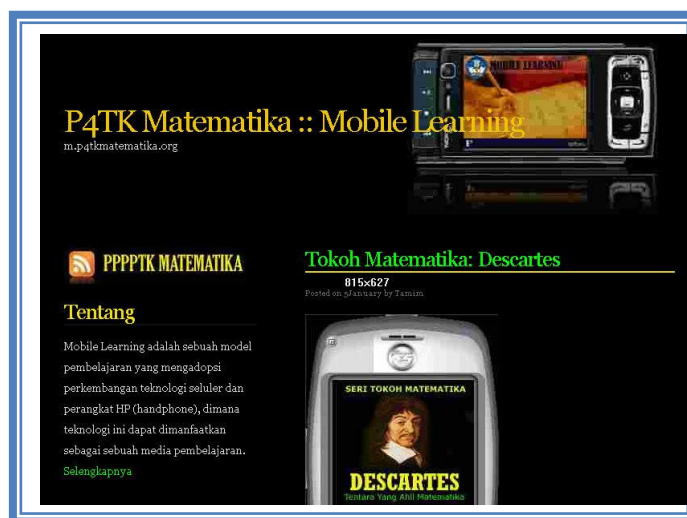 MOBILE LEARNING
P4TK Matematika :: Mobile Learning
m.p4tkmatematika.org
PPPPTK MATEMATIKA
Tentang
Mobile Learning adalah sebuah model
pembelajaran yang mengadopsi
perkembangan teknologi seluler dan
perangkat HP (handphone), dimana
teknologi ini dapat dimanfaatkan
sebagai sebuah media pembelajaran.
Selengkapnya
Tokoh Matematika: Descartes
815×627
Posted on 5January by Tamim
SERI TOKOH MATEMATIKA
DESCARTES
Tentara Yang Ahli Matematika